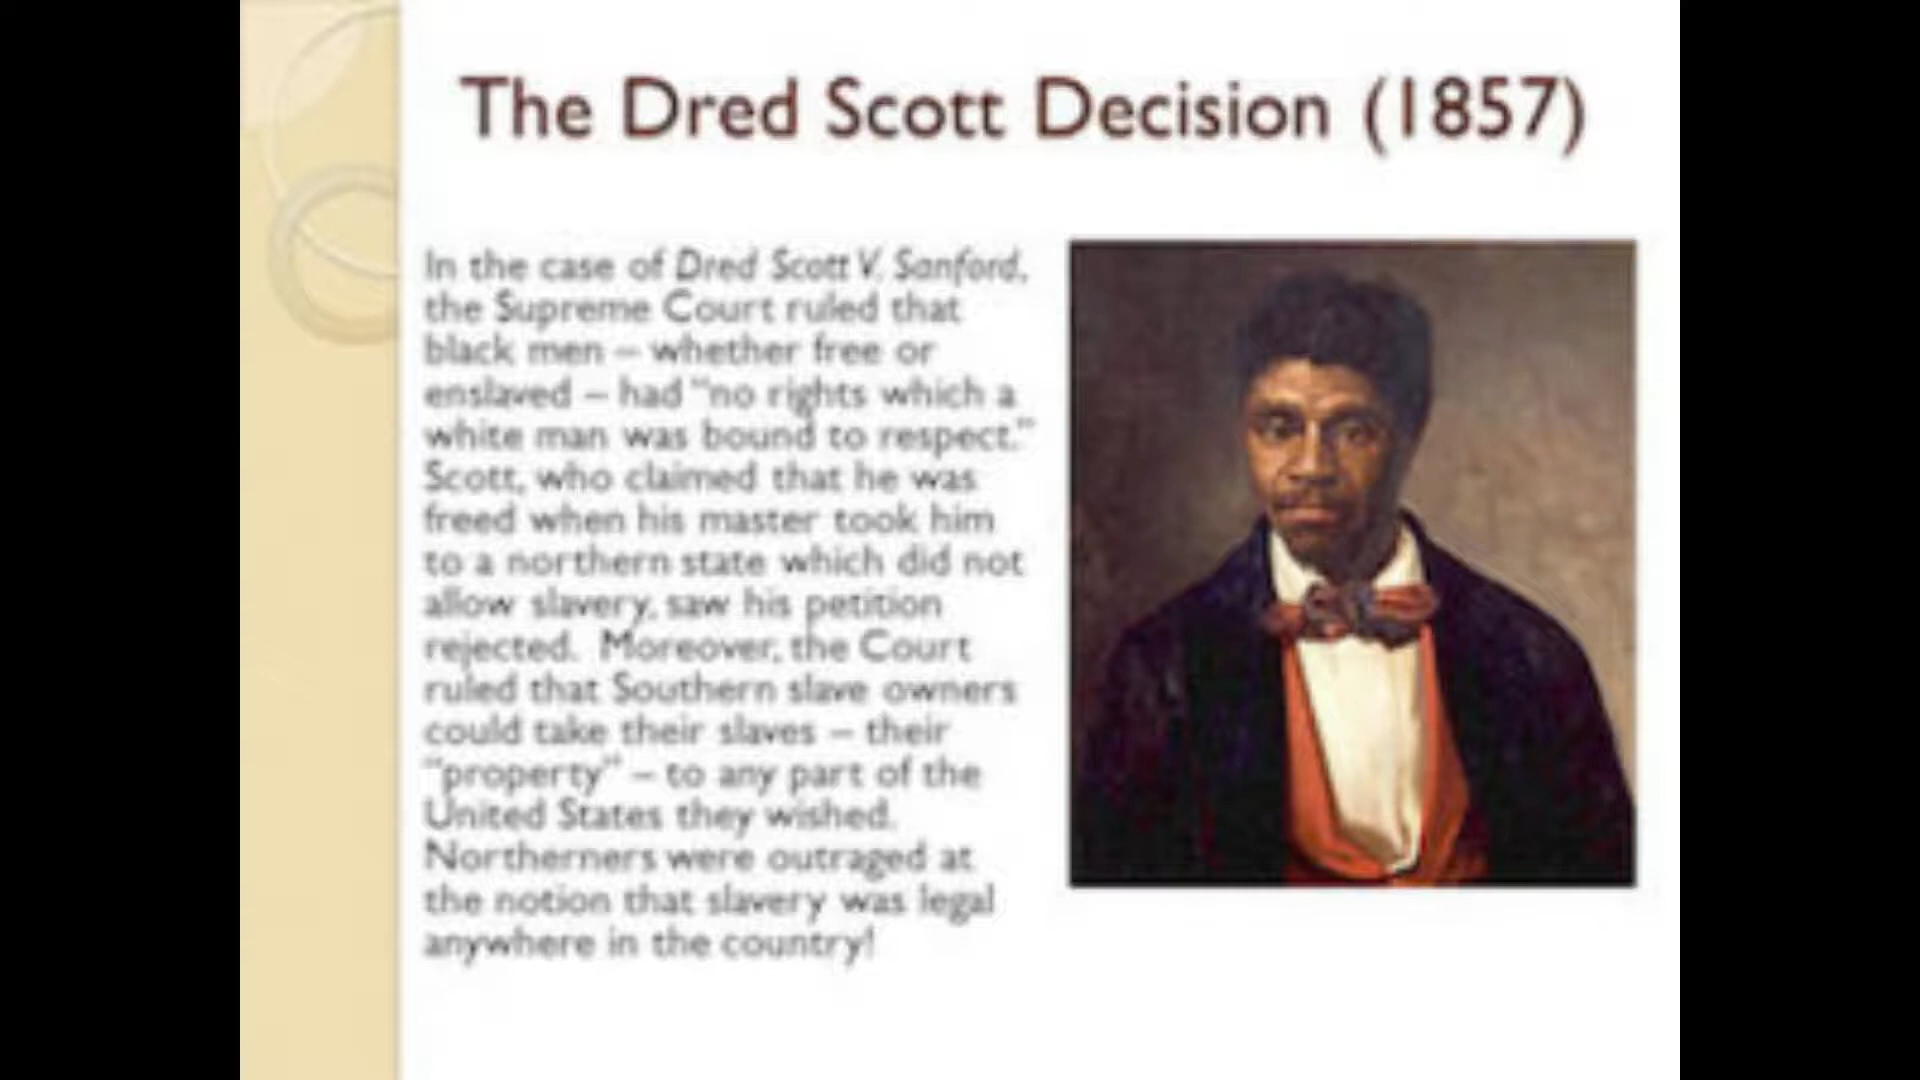 The Dred Scott Decision (1857)
In the case of Dred Scott V. Sanford,
the Supreme Court ruled that
black men – whether free or
enslaved – had “no rights which a
white man was bound to respect.”
Scott, who claimed that he was
freed when his master took him
to a northern state which did not
allow slavery, saw his petition
rejected. Moreover, the Court
ruled that Southern slave owners
could take their slaves – their
“property” – to any part of the
United States they wished.
Northerners were outraged at
the notion that slavery was legal
anywhere in the country!